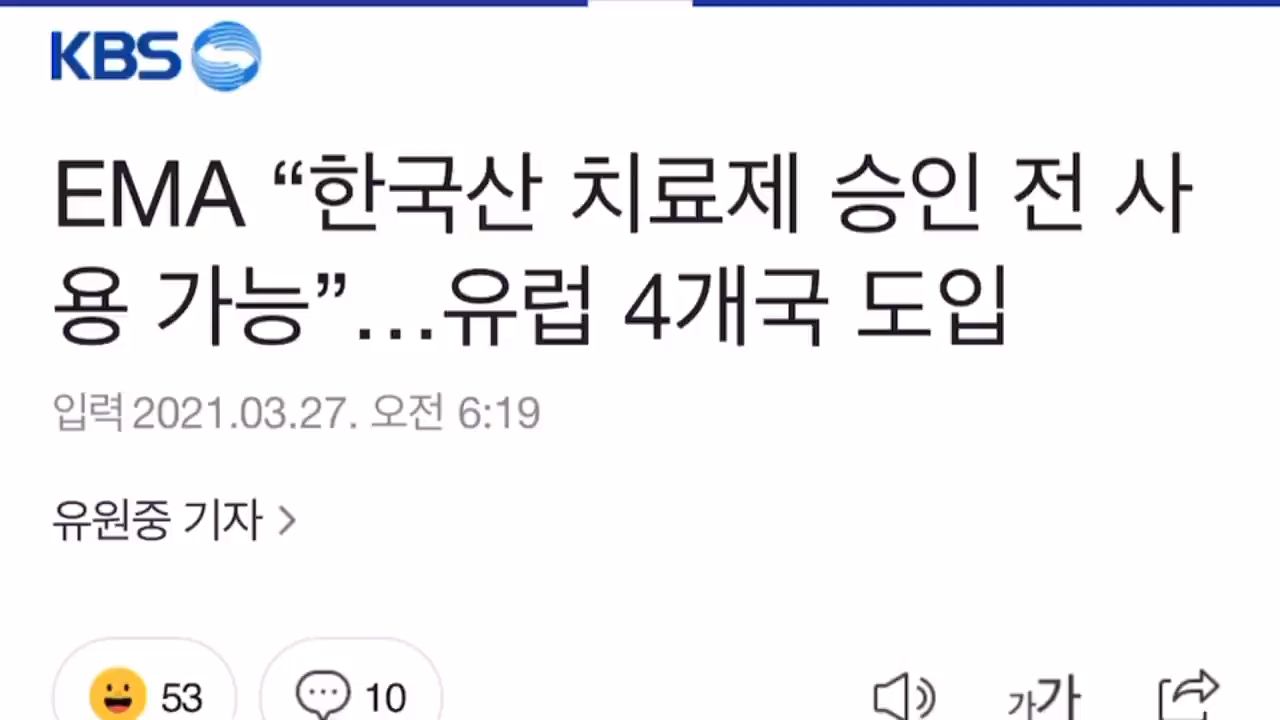 KBS
EMA “한국산 치료제 승인 전 사
용 가능”…유럽 4개국 도입
입력 2021.03.27. 오전 6:19
유원중 기자 >
53
10
가가